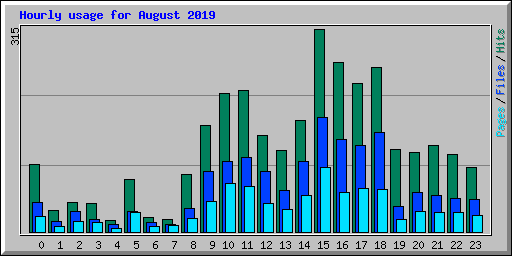 Hourly usage for August 2019
315
Pages / Files / Hits
0 1 2 3 4 5 6 7 8 9 10 11 12 13 14 15 16 17 18 19 20 21 22 23